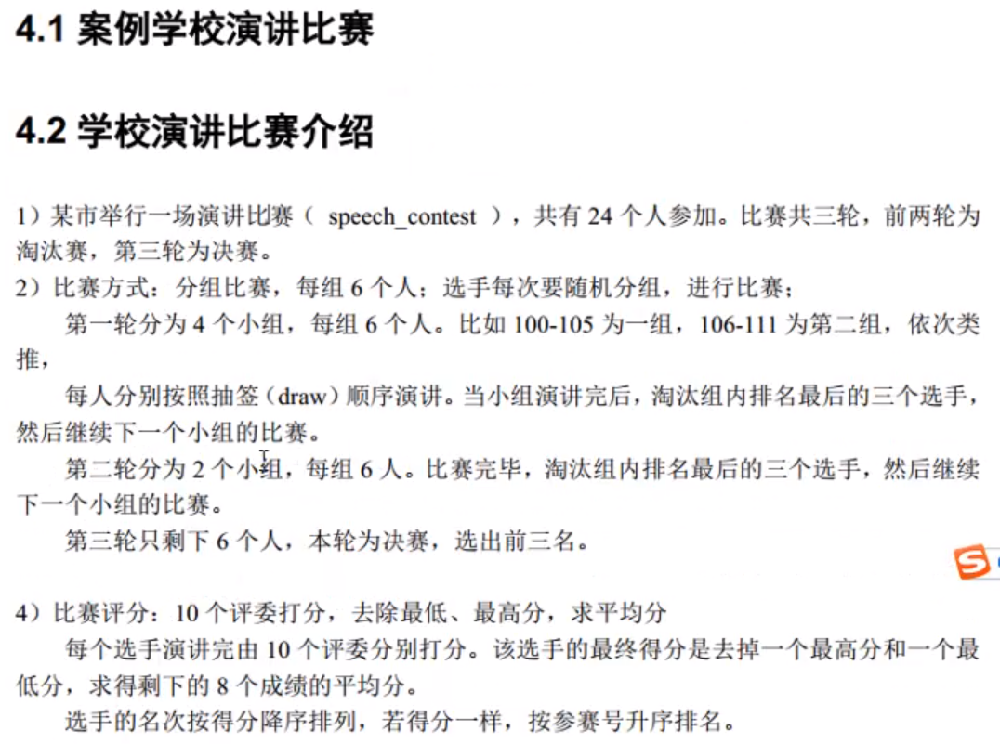 4.1 案例学校演讲比赛
4.2 学校演讲比赛介绍
1）某市举行一场演讲比赛（ speech_contest ），共有 24 个人参加。比赛共三轮，前两轮为
淘汰赛，第三轮为决赛。
2）比赛方式：分组比赛，每组 6 个人；选手每次要随机分组，进行比赛；
第一轮分为 4 个小组，每组 6 个人。比如 100-105 为一组，106-111 为第二组，依次类
推，
每人分别按照抽签（draw）顺序演讲。当小组演讲完后，淘汰组内排名最后的三个选手，
然后继续下一个小组的比赛。
第二轮分为 2 个小组，每组 6 人。比赛完毕，淘汰组内排名最后的三个选手，然后继续
下一个小组的比赛。
第三轮只剩下 6 个人，本轮为决赛，选出前三名。
4）比赛评分：10 个评委打分，去除最低、最高分，求平均分
每个选手演讲完由 10 个评委分别打分。该选手的最终得分是去掉一个最高分和一个最
低分，求得剩下的 8 个成绩的平均分。
选手的名次按得分降序排列，若得分一样，按参赛号升序排名。